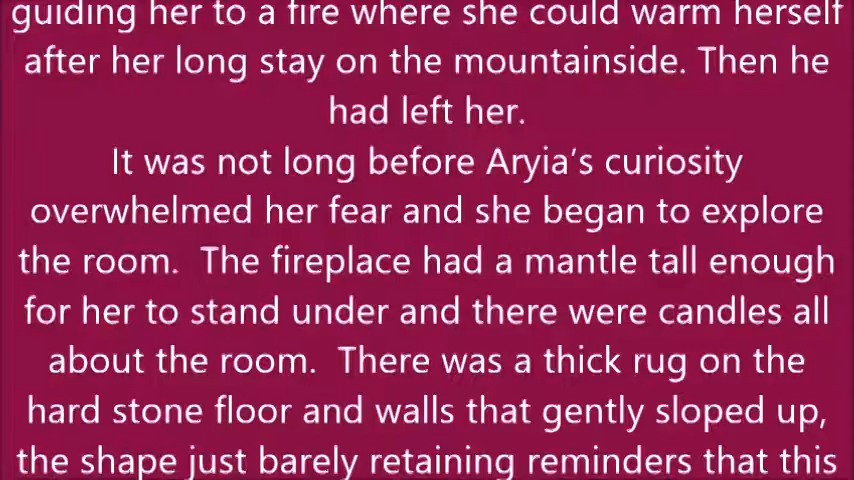 guiding her to a fire where she could warm herself
after her long stay on the mountainside. Then he
had left her.
It was not long before Aryia's curiosity
overwhelmed her fear and she began to explore
the room.  The fireplace had a mantle tall enough
for her to stand under and there were candles all
about the room.  There was a thick rug on the
hard stone floor and walls that gently sloped up,
the shape just barely retaining reminders that this